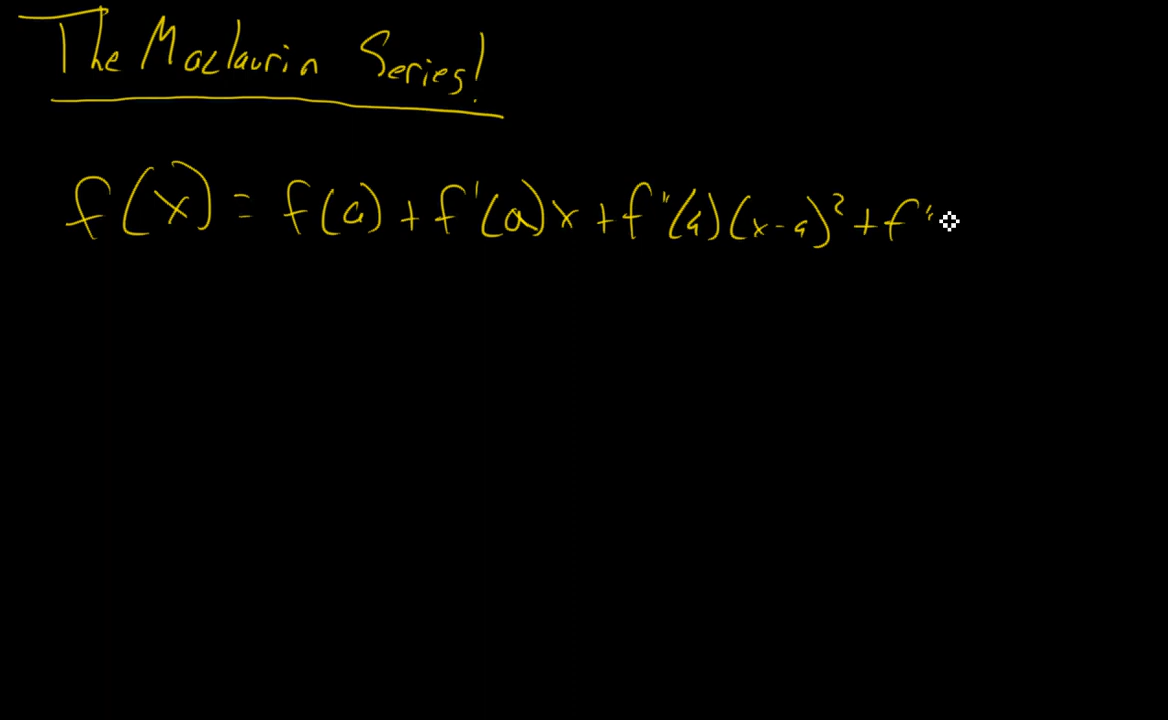 The Maclaurin Series!
f(x) = f(a) + f'(a)x + f"(a)(x-a)² + f"